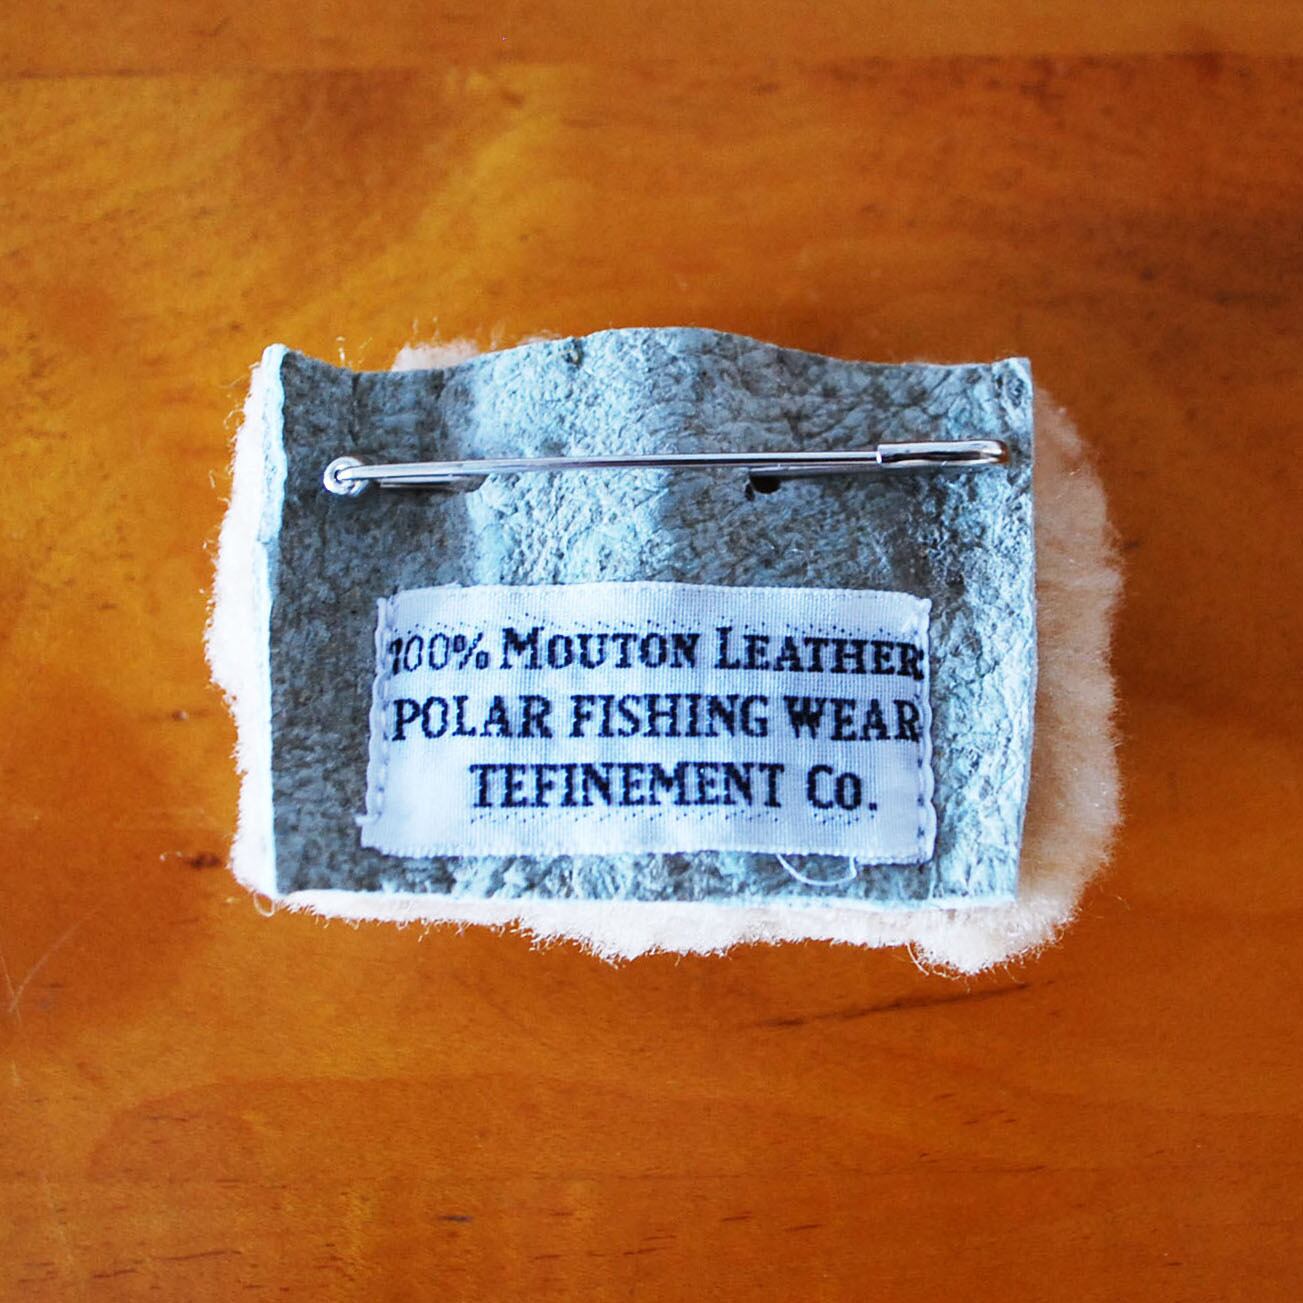 100% MOUTON LEATHER
POLAR FISHING WEAR
TEFINEMENT CO.